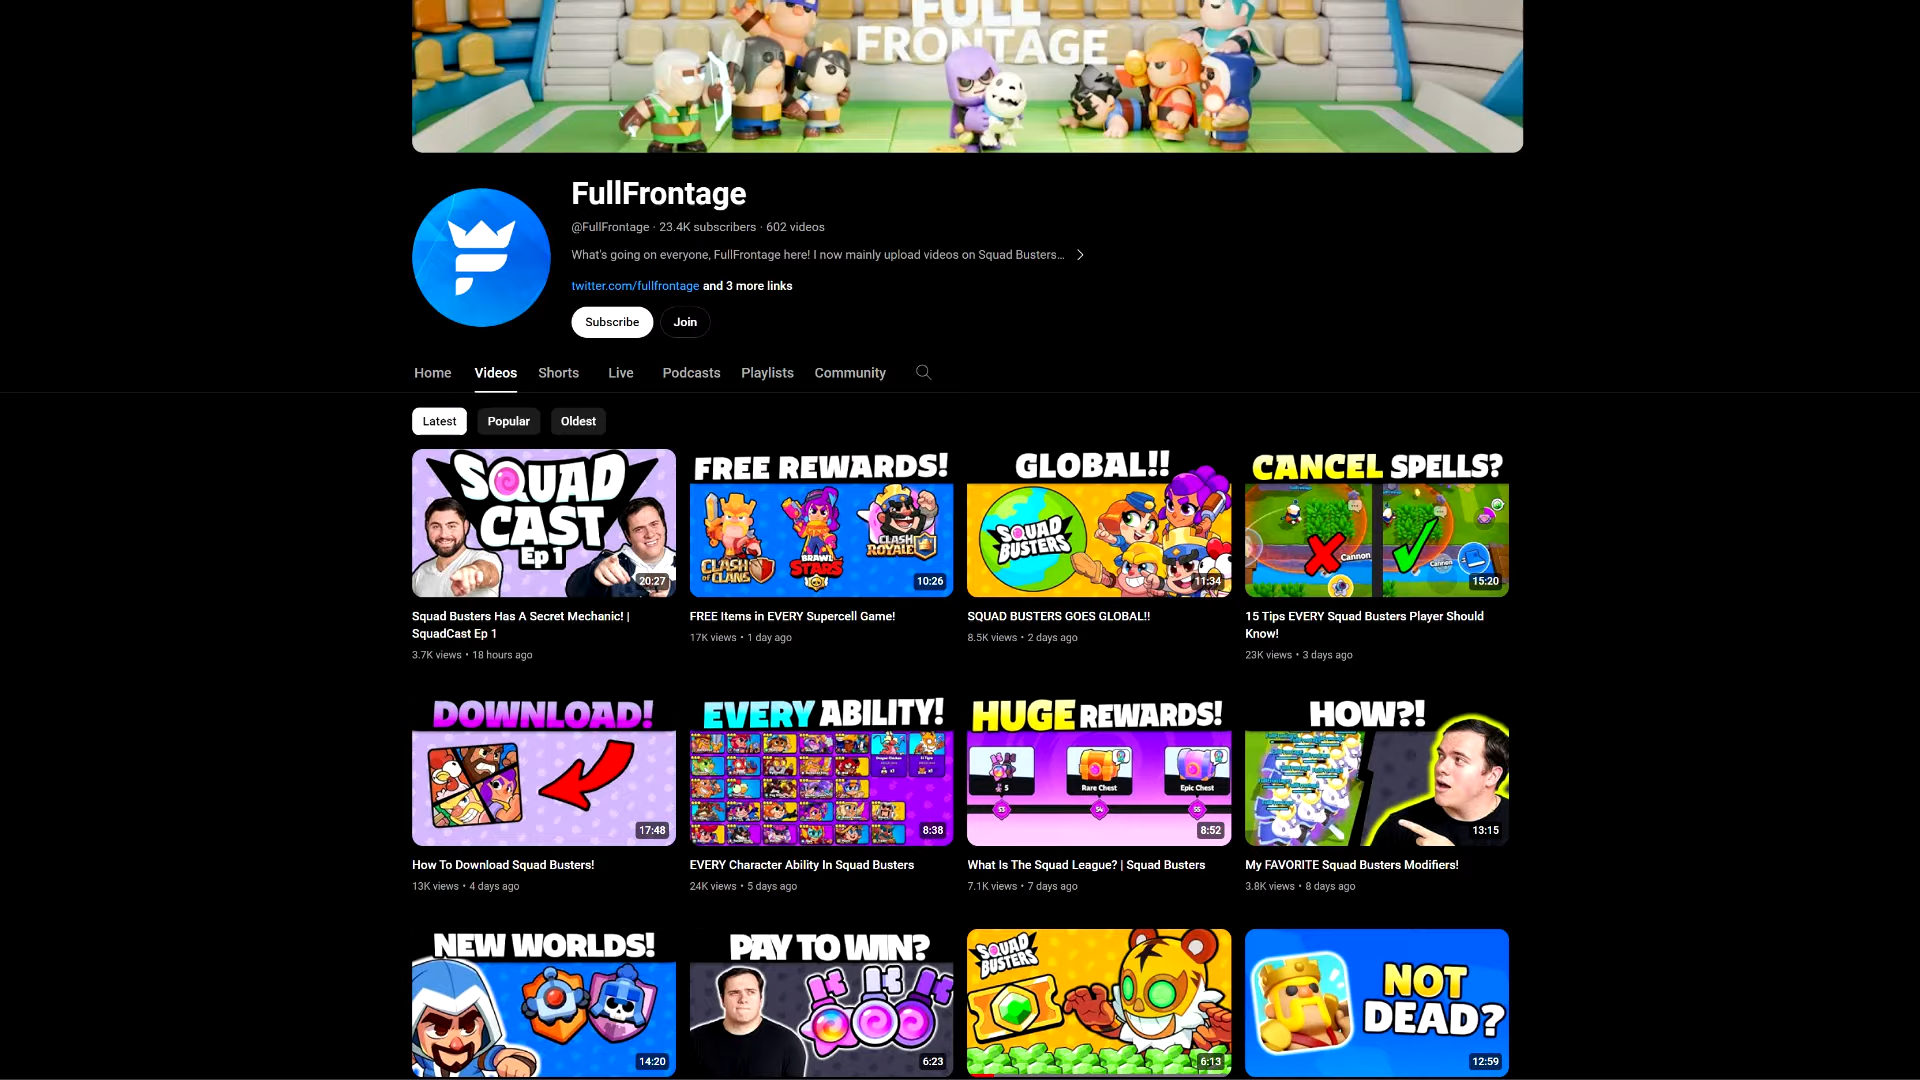 FULL
FRONTAGE
FullFrontage
@FullFrontage · 23.4K subscribers · 602 videos
What's going on everyone, FullFrontage here! I now mainly upload videos on Squad Busters...
twitter.com/fullfrontage and 3 more links
Subscribe
Join
Home
Videos
Shorts
Live
Podcasts
Playlists
Community
Latest
Popular
Oldest
SQUAD
CAST
Ep 1
20:27
FREE REWARDS!
CLASH
OF CLANS
BRAWL
STARS
CLASH
ROYALE
10:26
GLOBAL!!
SQUAD
BUSTERS
11:34
CANCEL SPELLS?
Cannon
Cannon
15:20
Squad Busters Has A Secret Mechanic! |
SquadCast Ep 1
3.7K views • 18 hours ago
FREE Items in EVERY Supercell Game!
17K views • 1 day ago
SQUAD BUSTERS GOES GLOBAL!!
8.5K views • 2 days ago
15 Tips EVERY Squad Busters Player Should
Know!
23K views • 3 days ago
DOWNLOAD!
17:48
EVERY ABILITY!
8:38
HUGE REWARDS!
5
Rare Chest
Epic Chest
53
54
55
8:52
HOW?!
13:15
How To Download Squad Busters!
13K views • 4 days ago
EVERY Character Ability In Squad Busters
24K views • 5 days ago
What Is The Squad League? | Squad Busters
7.1K views • 7 days ago
My FAVORITE Squad Busters Modifiers!
3.8K views • 8 days ago
NEW WORLDS!
14:20
PAY TO WIN?
6:23
SQUAD
BUSTERS
6:13
NOT
DEAD?
12:59